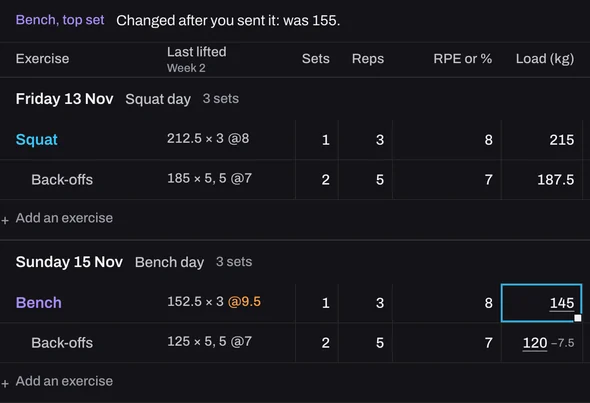 Bench, top set Changed after you sent it: was 155.
Exercise Last lifted Week 2 Sets Reps RPE or % Load (kg)
Friday 13 Nov Squat day 3 sets
Squat 212.5 × 3 @8 1 3 8 215
Back-offs 185 × 5, 5 @7 2 5 7 187.5
+ Add an exercise
Sunday 15 Nov Bench day 3 sets
Bench 152.5 × 3 @9.5 1 3 8 145
Back-offs 125 × 5, 5 @7 2 5 7 120 −7.5
+ Add an exercise